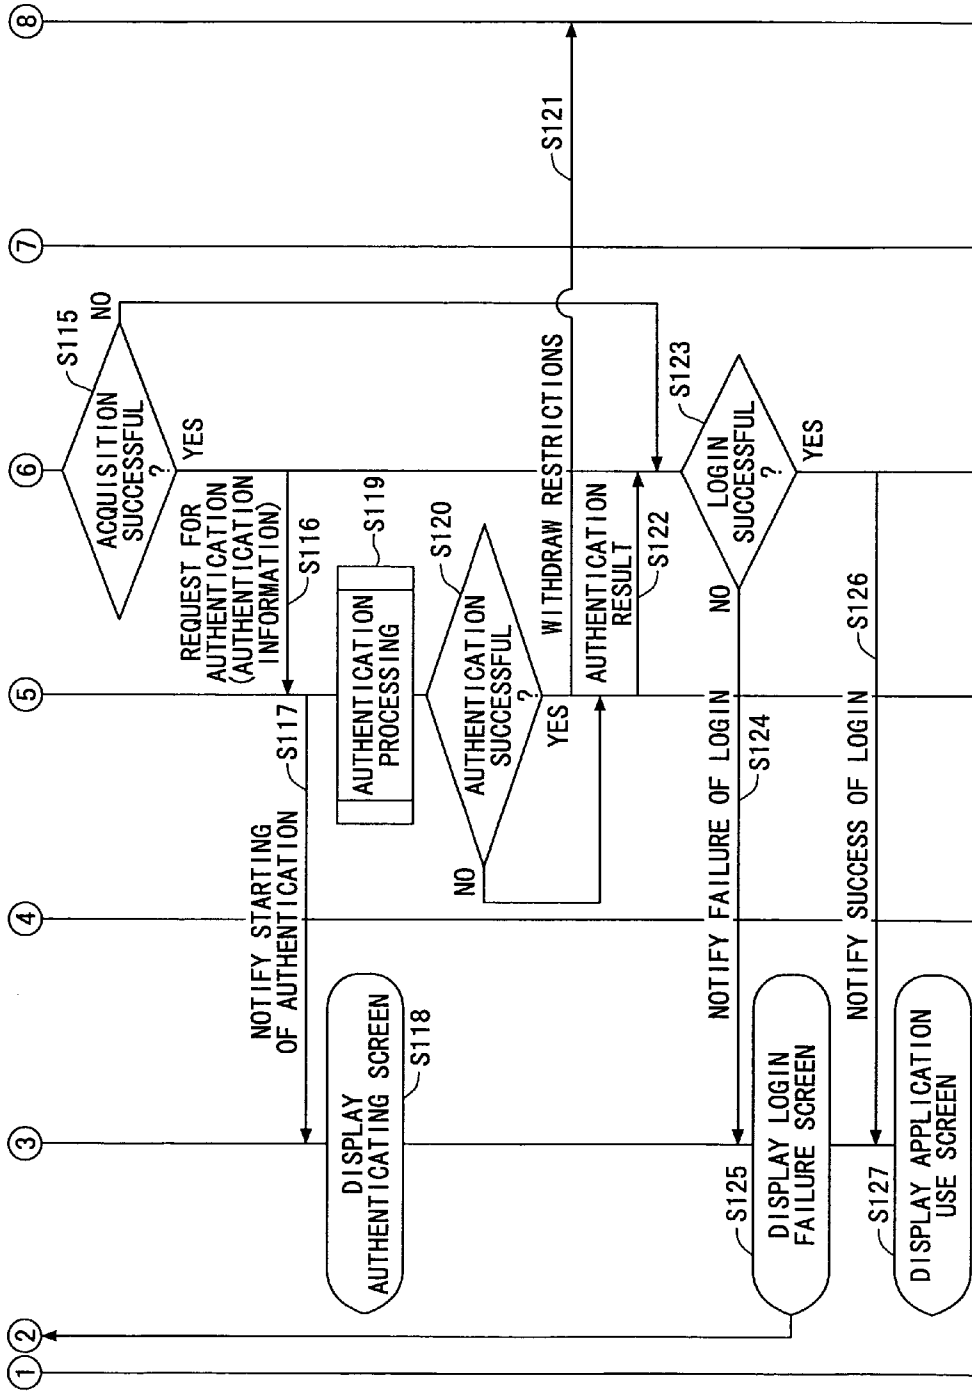 1
2
3
4
5
6
7
8
ACQUISITION
SUCCESSFUL
?
S115
NO
YES
REQUEST FOR
AUTHENTICATION
(AUTHENTICATION
INFORMATION)
S116
NOTIFY STARTING
OF AUTHENTICATION
S117
DISPLAY
AUTHENTICATING SCREEN
S118
AUTHENTICATION
PROCESSING
S119
AUTHENTICATION
SUCCESSFUL
?
S120
NO
YES
WITHDRAW RESTRICTIONS
S121
AUTHENTICATION
RESULT
S122
LOGIN
SUCCESSFUL
?
S123
NO
YES
NOTIFY FAILURE OF LOGIN
S124
DISPLAY LOGIN
FAILURE SCREEN
S125
NOTIFY SUCCESS OF LOGIN
S126
DISPLAY APPLICATION
USE SCREEN
S127